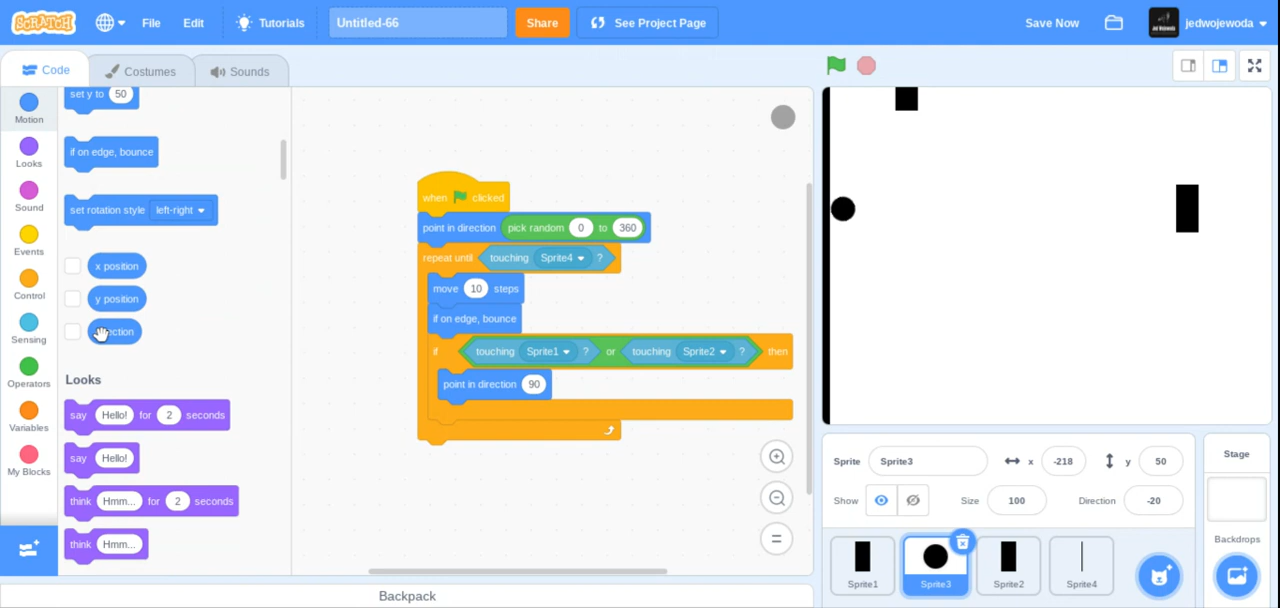 SCRATCH File Edit Tutorials Untitled-66 Share See Project Page Save Now jedwojewoda
Code Costumes Sounds
Motion
Looks
Sound
Events
Control
Sensing
Operators
Variables
My Blocks
set y to 50
if on edge, bounce
set rotation style left-right
x position
y position
Looks
say Hello! for 2 seconds
say Hello!
think Hmm... for 2 seconds
think Hmm...
when clicked
point in direction pick random 0 to 360
repeat until touching Sprite4 ?
move 10 steps
if on edge, bounce
if touching Sprite1 ? or touching Sprite2 ? then
point in direction 90
Backpack
Sprite Sprite3 x -218 y 50
Show Size 100 Direction -20
Sprite1 Sprite3 Sprite2 Sprite4
Stage
Backdrops